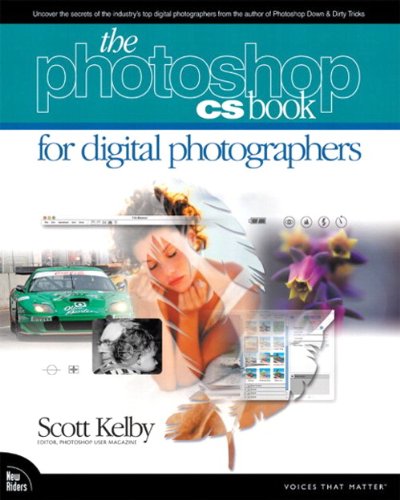 Uncover the secrets of the industry's top digital photographers from the author of Photoshop Down & Dirty Tricks
the
photoshop
cs book
for digital photographers
Scott Kelby
EDITOR, PHOTOSHOP USER MAGAZINE
New
Riders
VOICES THAT MATTER™